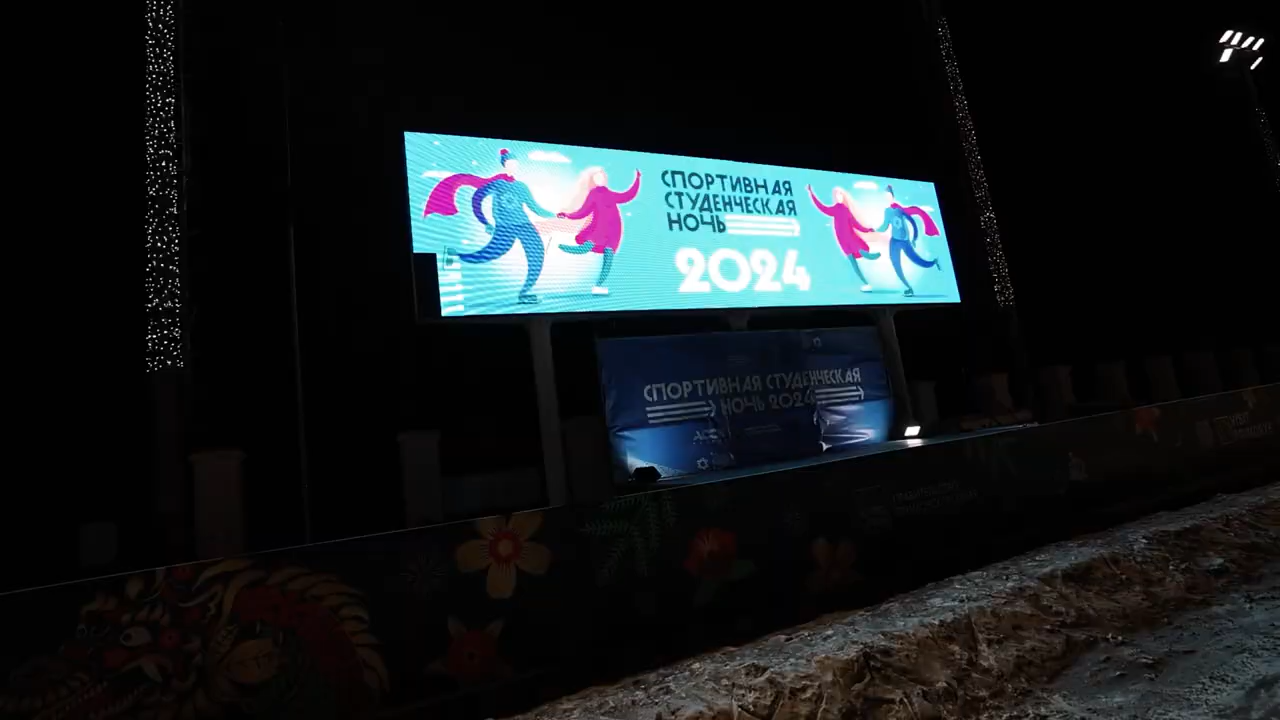 СПОРТИВНАЯ
СТУДЕНЧЕСКАЯ
НОЧЬ
2024
СПОРТИВНАЯ СТУДЕНЧЕСКАЯ
НОЧЬ 2024